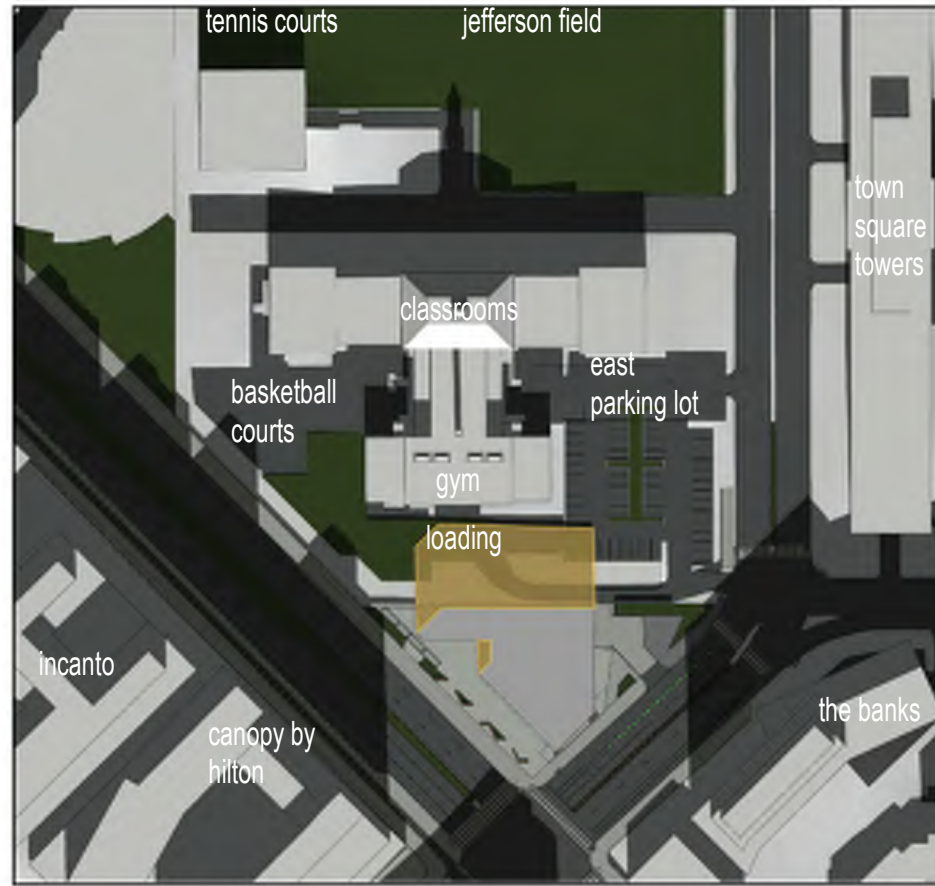 tennis courts
jefferson field
town
square
towers
classrooms
east
parking lot
basketball
courts
gym
loading
incanto
canopy by
hilton
the banks